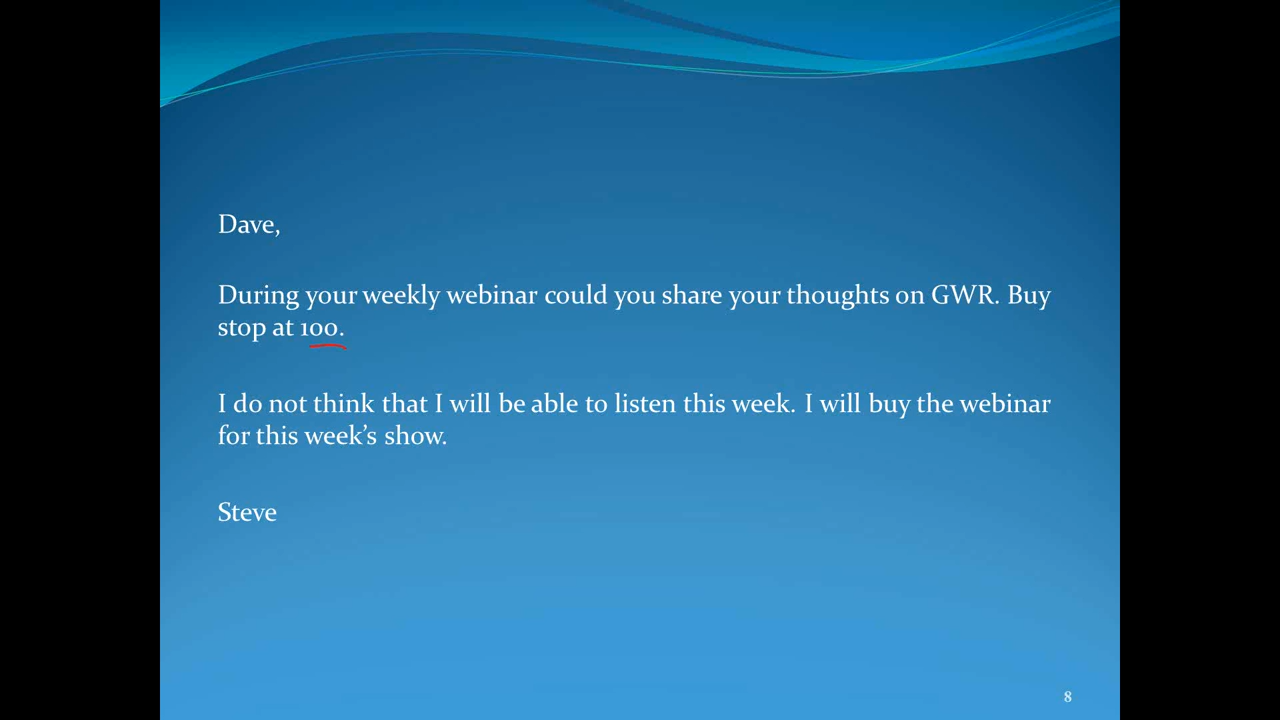 Dave,
During your weekly webinar could you share your thoughts on GWR. Buy
stop at 100.
I do not think that I will be able to listen this week. I will buy the webinar
for this week's show.
Steve
8